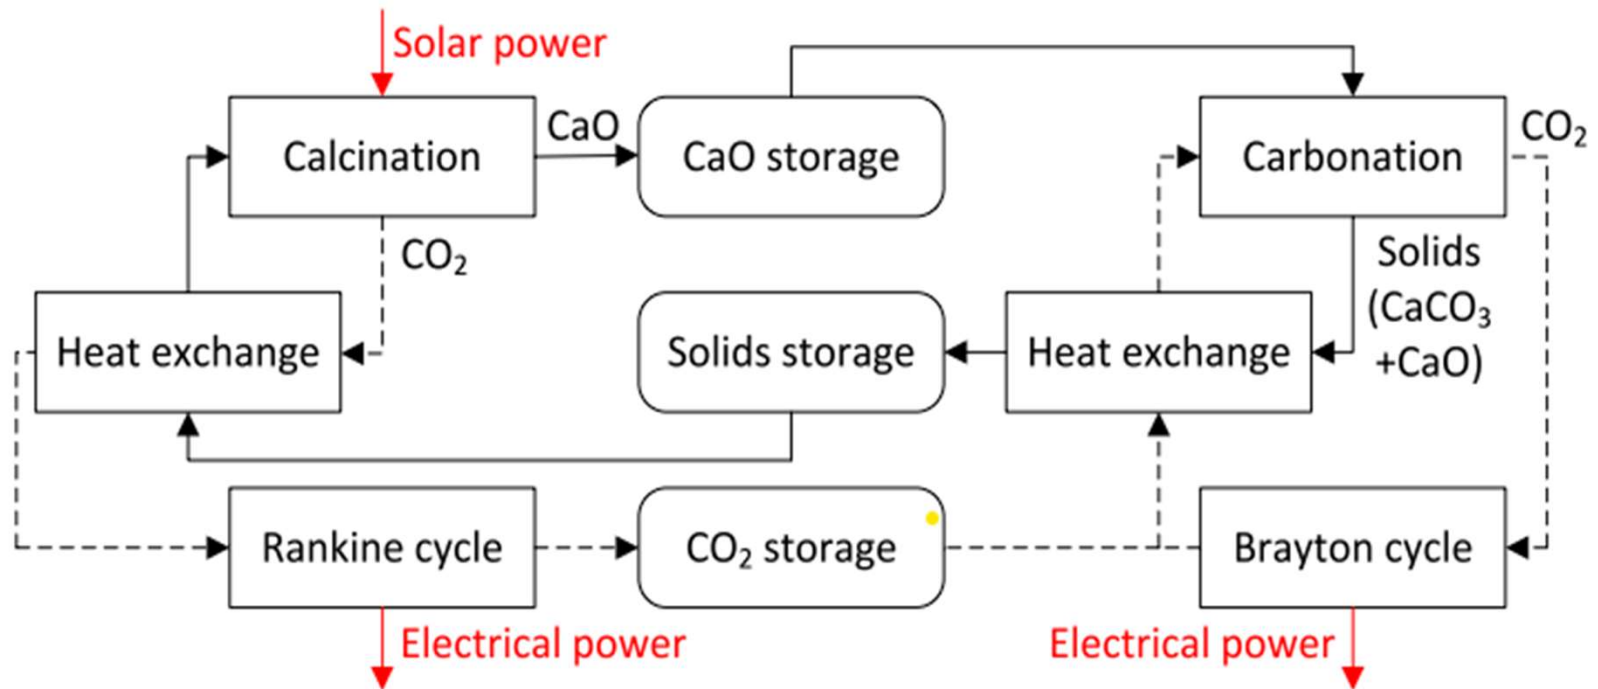 Solar power
Calcination
CaO
CaO storage
Carbonation
CO₂
CO₂
Solids
(CaCO₃
+CaO)
Heat exchange
Solids storage
Heat exchange
Rankine cycle
CO₂ storage
Brayton cycle
Electrical power
Electrical power